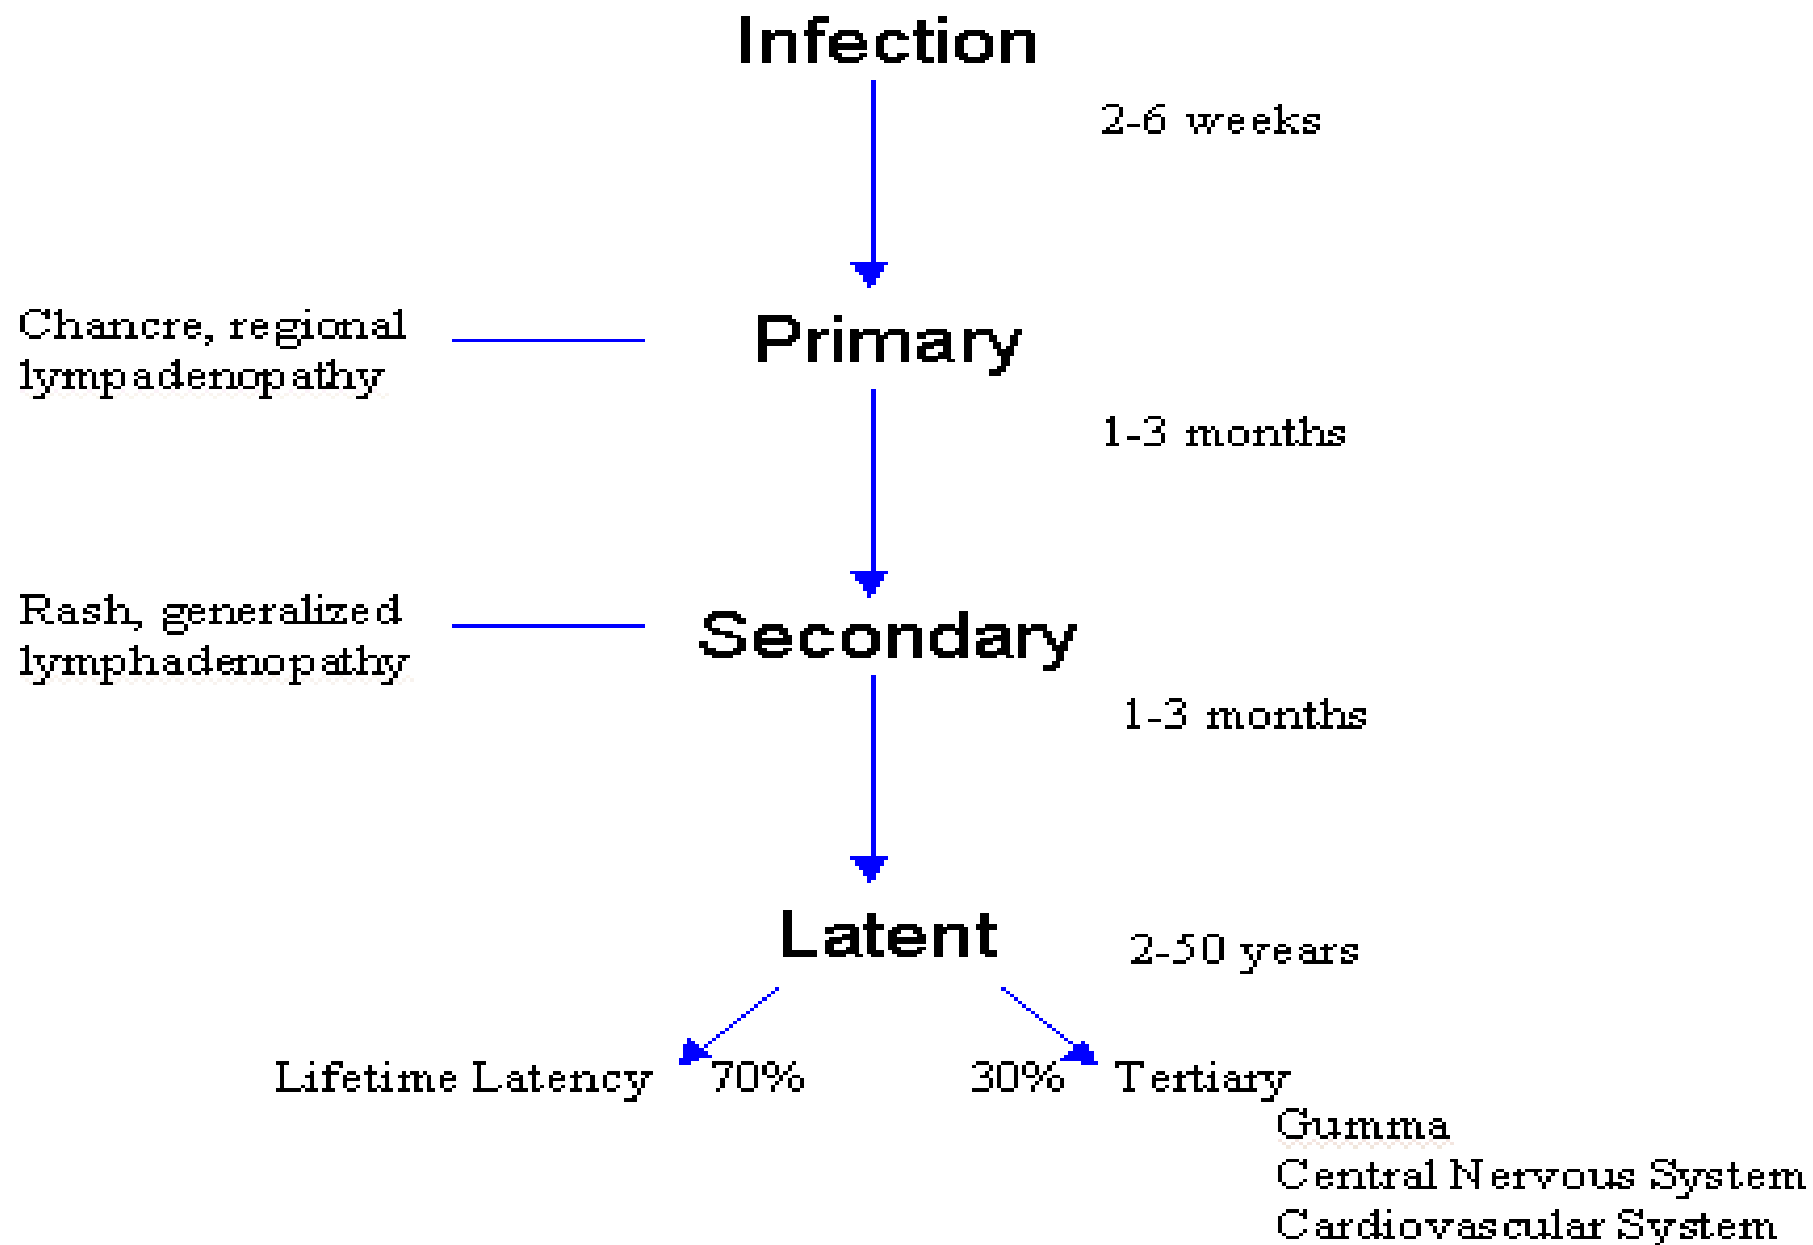 Infection
2-6 weeks
Chancre, regional
lympadenopathy
Primary
1-3 months
Rash, generalized
lymphadenopathy
Secondary
1-3 months
Latent
2-50 years
Lifetime Latency 70%
30% Tertiary
Gumma
Central Nervous System
Cardiovascular System